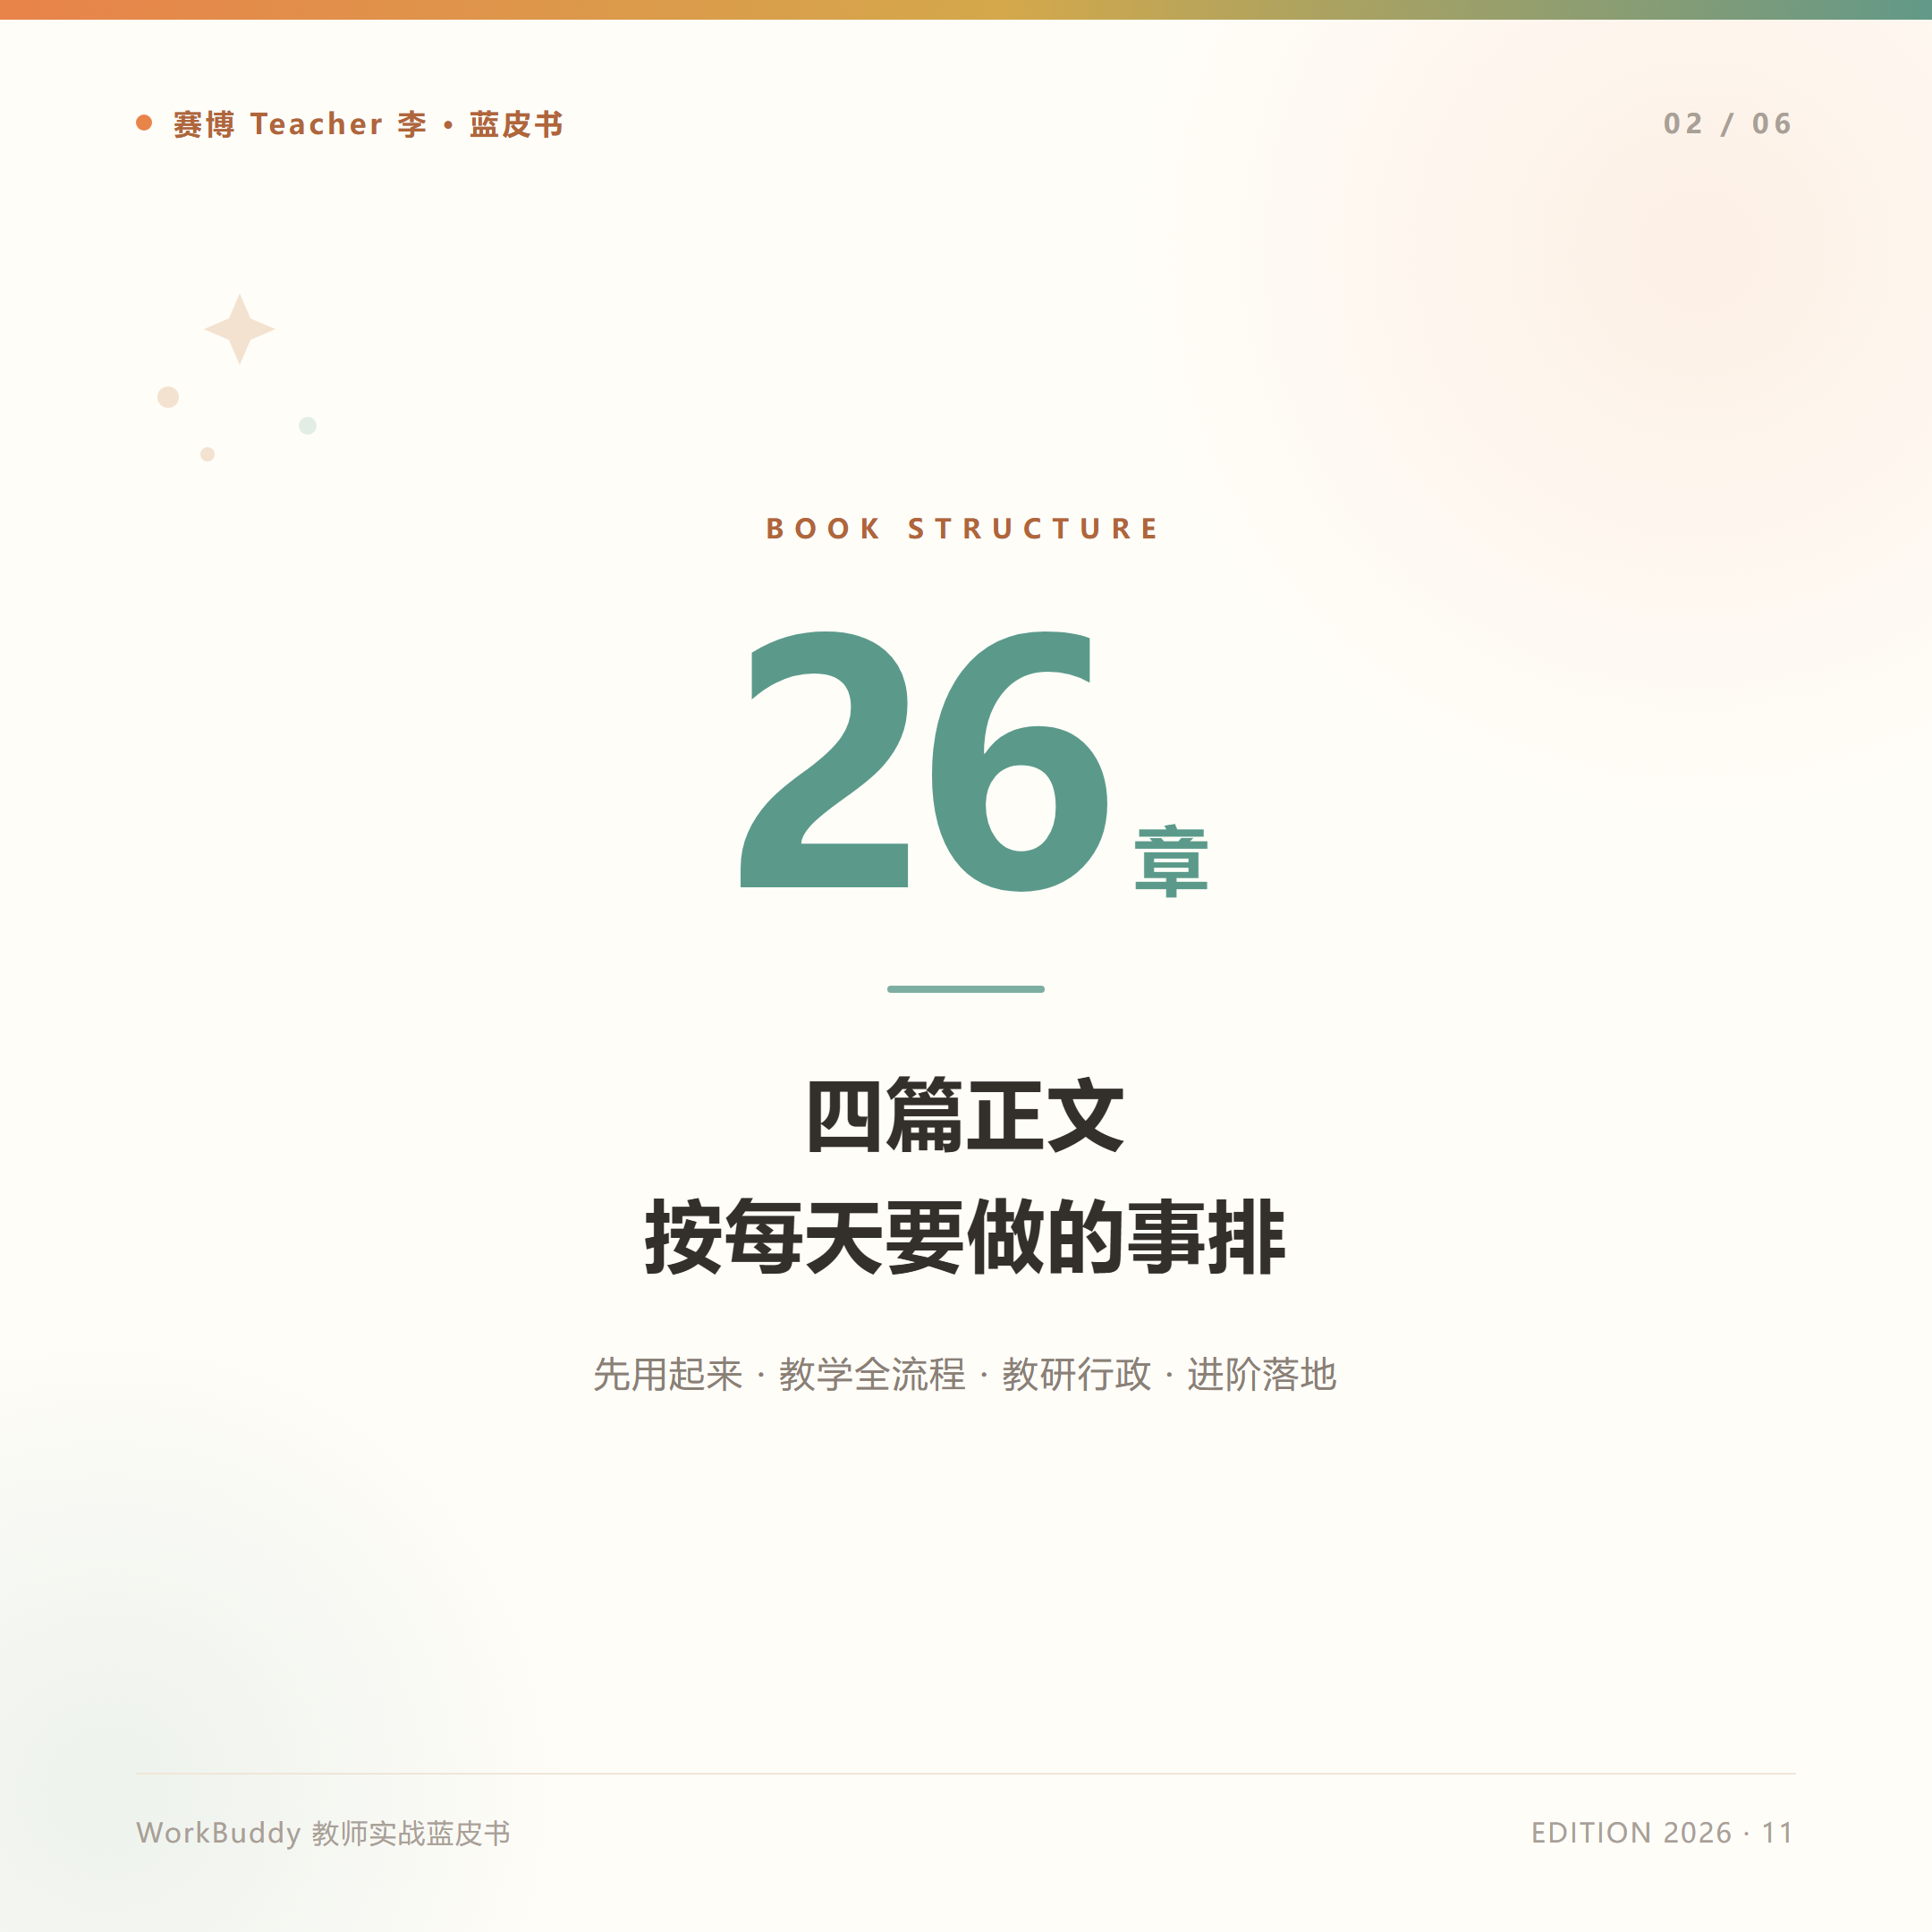 赛博 Teacher 李 · 蓝皮书
02 / 06
BOOK STRUCTURE
26 章
四篇正文
按每天要做的事排
先用起来 · 教学全流程 · 教研行政 · 进阶落地
WorkBuddy 教师实战蓝皮书
EDITION 2026 · 11